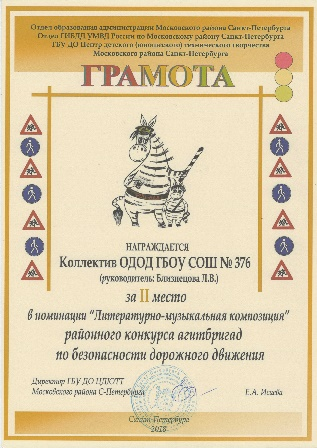 Отдел образования администрации Московского района Санкт-Петербурга
Отдел ГИБДД УМВД России по Московскому району Санкт-Петербурга
ГБУ ДО Центр детского (юношеского) технического творчества
Московского района Санкт-Петербурга
ГРАМОТА
НАГРАЖДАЕТСЯ
Коллектив ОДОД ГБОУ СОШ № 376
(руководитель: Близнецова Л.В.)
за II место
в номинации "Литературно-музыкальная композиция"
районного конкурса агитбригад
по безопасности дорожного движения
Директор ГБУ ДО ЦДЮТТ
Московского района С-Петербурга Е.А. Исаева
Санкт-Петербург
2018